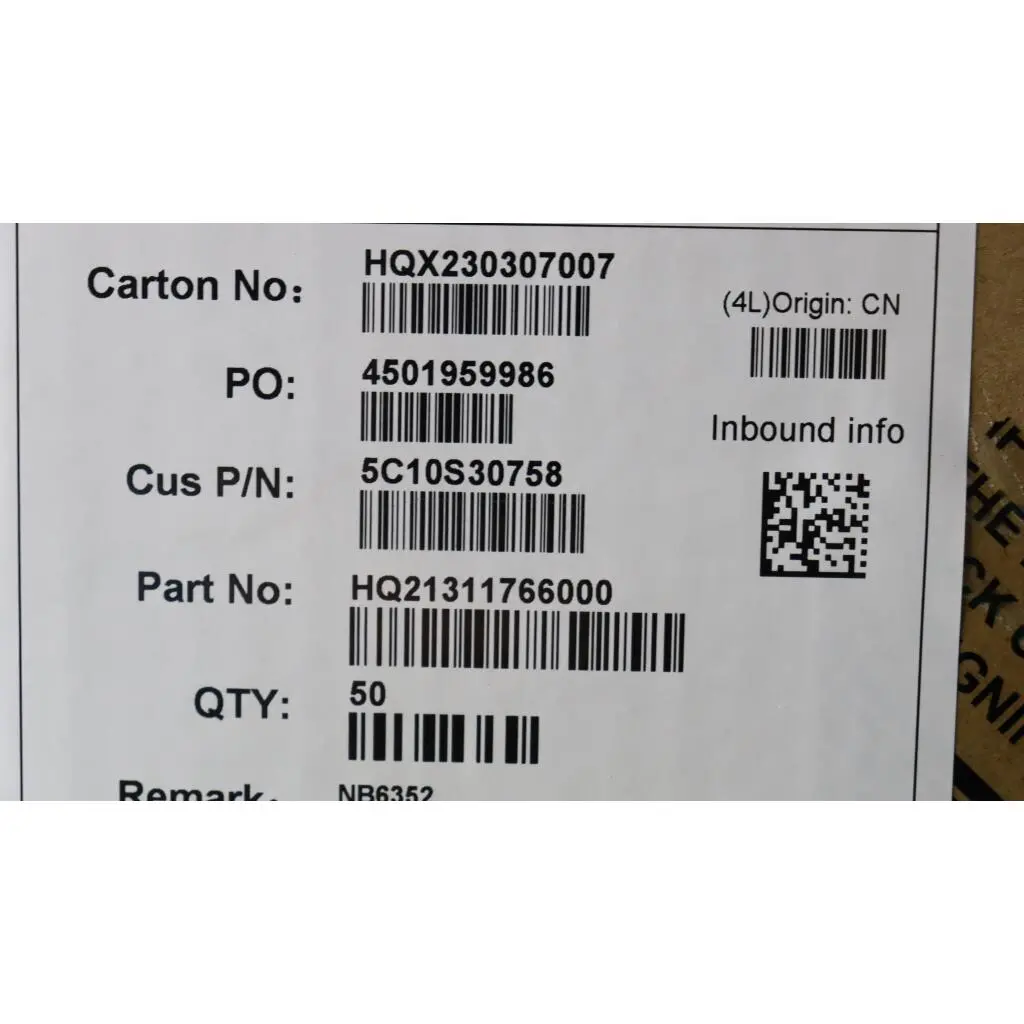 Carton No: HQX230307007
(4L)Origin: CN
PO: 4501959986
Inbound info
Cus P/N: 5C10S30758
Part No: HQ21311766000
QTY: 50
Remark: NB6352
THE